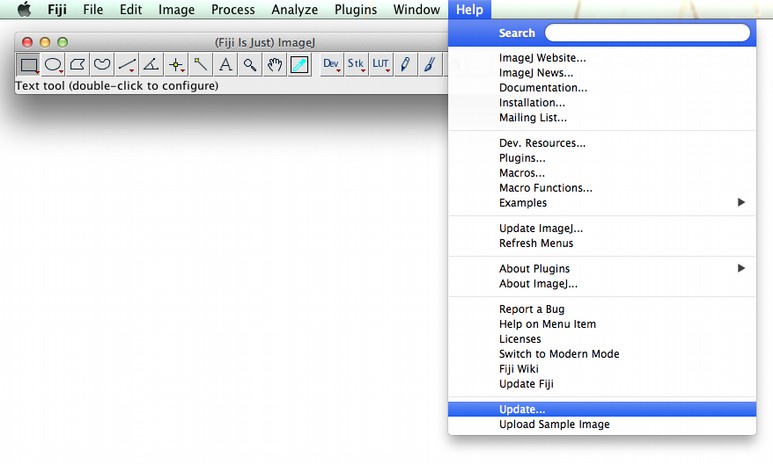 Fiji File Edit Image Process Analyze Plugins Window Help
(Fiji Is Just) ImageJ
A Dev Stk LUT
Text tool (double-click to configure)
Search
ImageJ Website...
ImageJ News...
Documentation...
Installation...
Mailing List...
Dev. Resources...
Plugins...
Macros...
Macro Functions...
Examples
Update ImageJ...
Refresh Menus
About Plugins
About ImageJ...
Report a Bug
Help on Menu Item
Licenses
Switch to Modern Mode
Fiji Wiki
Update Fiji
Update...
Upload Sample Image